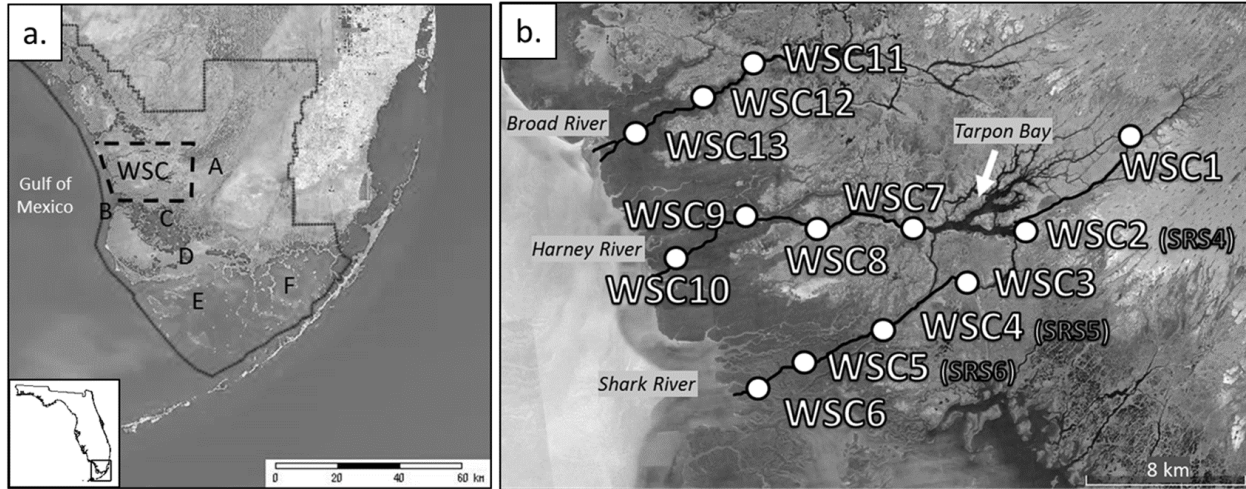 a.
WSC
A
Gulf of
Mexico
B
C
D
E
F
0 20 40 60 km
b.
WSC11
WSC12
Broad River
WSC13
Tarpon Bay
WSC1
WSC9
WSC7
WSC2 (SRS4)
Harney River
WSC8
WSC10
WSC3
WSC4 (SRS5)
WSC5 (SRS6)
Shark River
WSC6
8 km